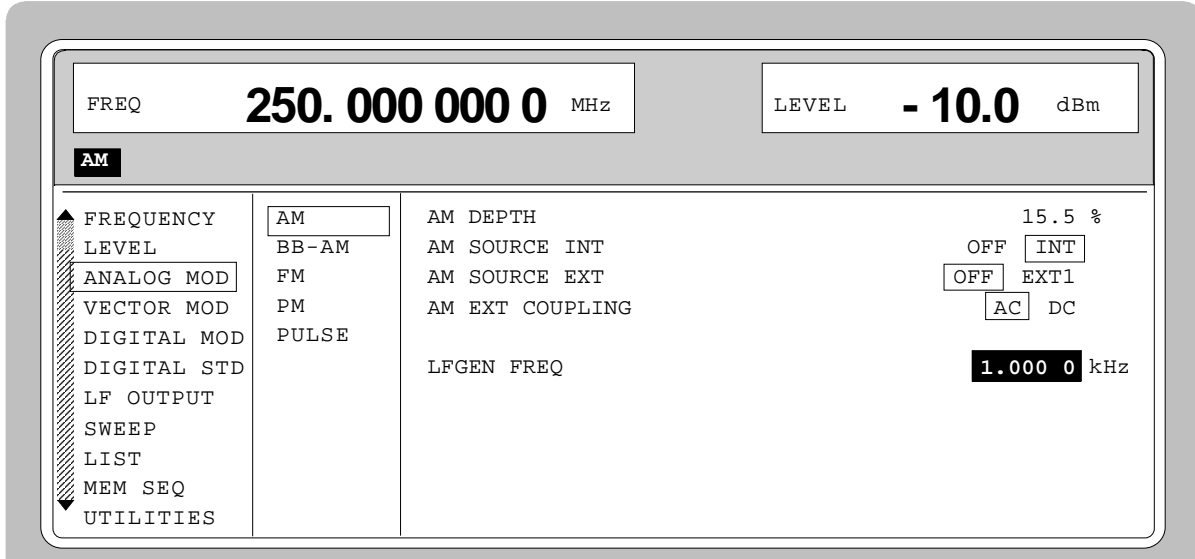 FREQ 250. 000 000 0 MHz LEVEL - 10.0 dBm
AM
FREQUENCY AM AM DEPTH 15.5 %
LEVEL BB-AM AM SOURCE INT OFF INT
ANALOG MOD FM AM SOURCE EXT OFF EXT1
VECTOR MOD PM AM EXT COUPLING AC DC
DIGITAL MOD PULSE
DIGITAL STD LFGEN FREQ 1.000 0 kHz
LF OUTPUT
SWEEP
LIST
MEM SEQ
UTILITIES